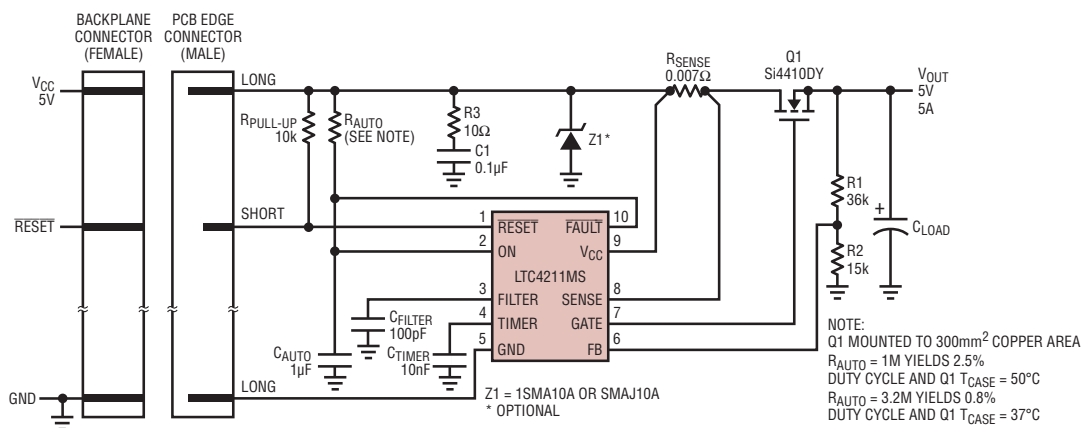 BACKPLANE
CONNECTOR
(FEMALE)
PCB EDGE
CONNECTOR
(MALE)
VCC
5V
LONG
RPULL-UP
10k
RAUTO
(SEE NOTE)
R3
10Ω
C1
0.1µF
Z1*
RSENSE
0.007Ω
Q1
Si4410DY
VOUT
5V
5A
R1
36k
CLOAD
+
R2
15k
RESET
SHORT
1
RESET
FAULT
10
2
ON
VCC
9
LTC4211MS
3
FILTER
SENSE
8
4
TIMER
GATE
7
5
GND
FB
6
CFILTER
100pF
CAUTO
1µF
CTIMER
10nF
GND
LONG
Z1 = 1SMA10A OR SMAJ10A
* OPTIONAL
NOTE:
Q1 MOUNTED TO 300mm² COPPER AREA
RAUTO = 1M YIELDS 2.5%
DUTY CYCLE AND Q1 TCASE = 50°C
RAUTO = 3.2M YIELDS 0.8%
DUTY CYCLE AND Q1 TCASE = 37°C